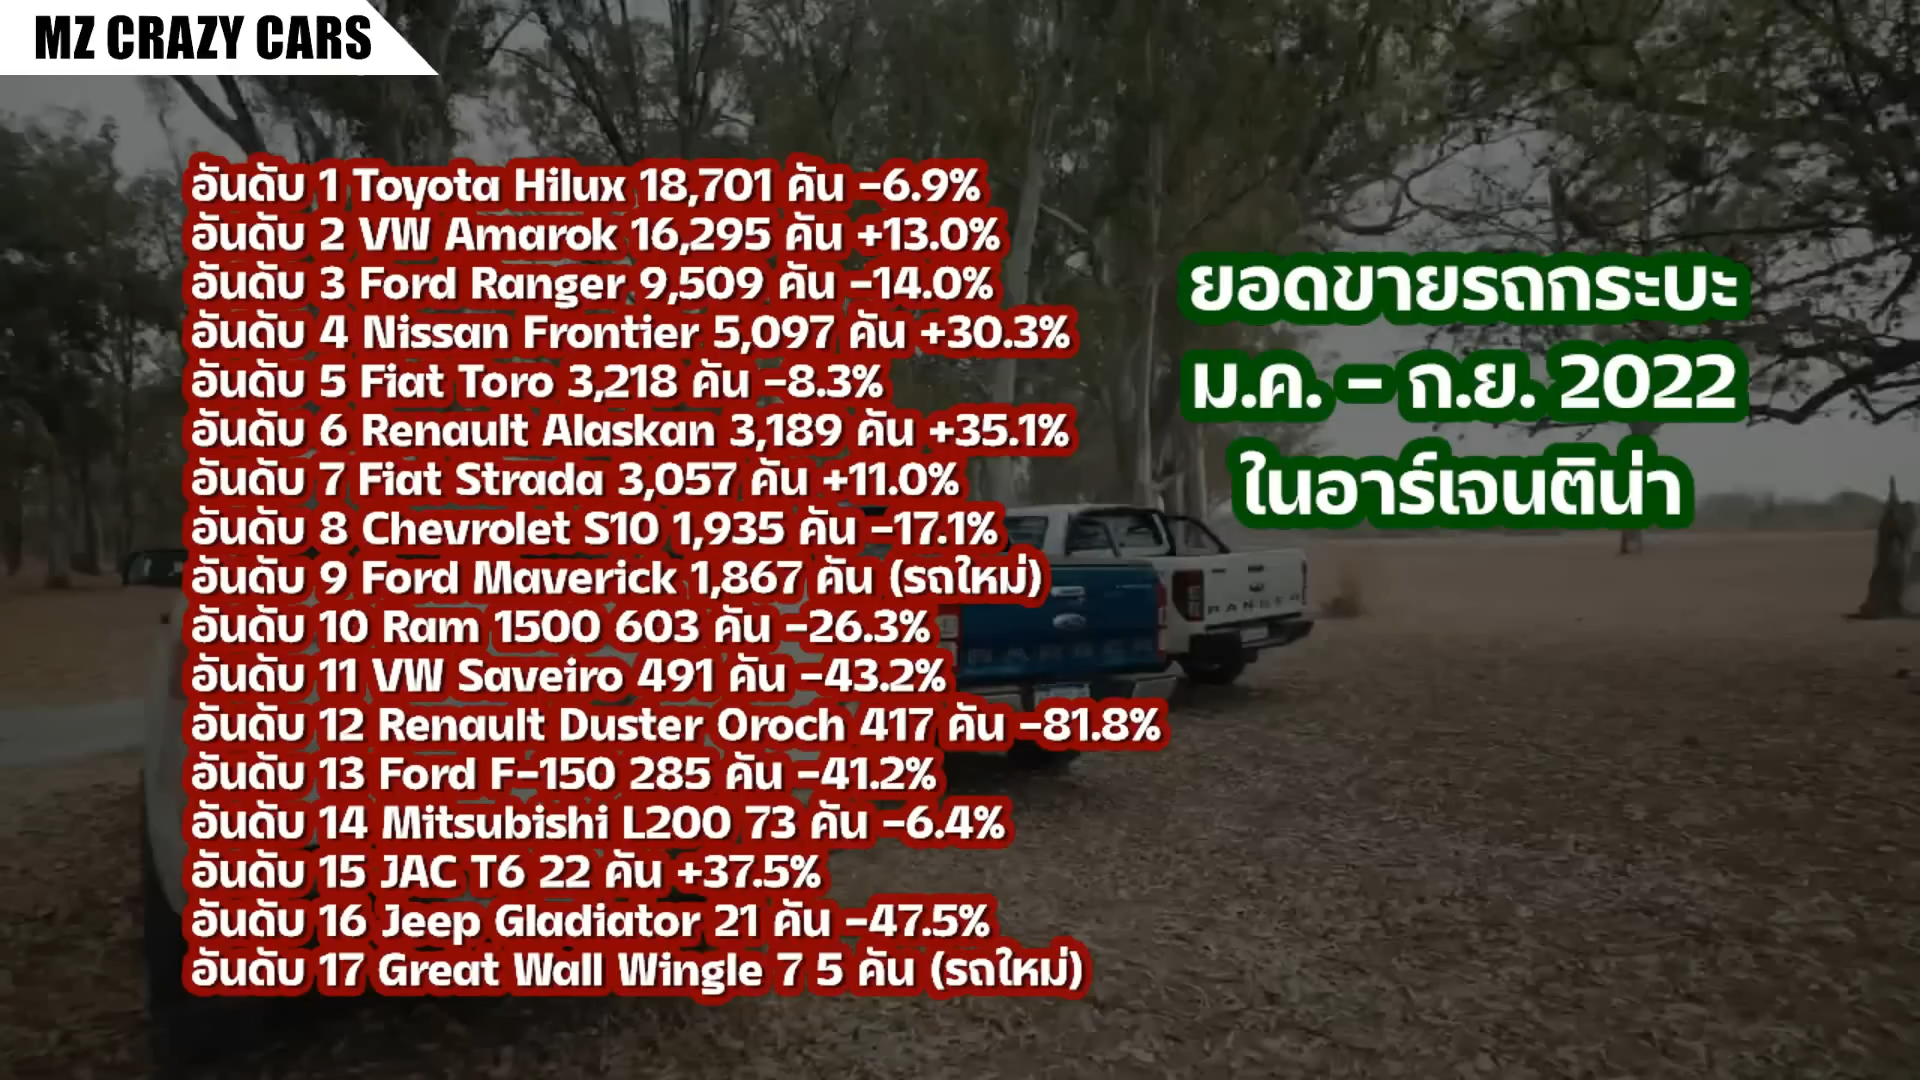 MZ CRAZY CARS
อันดับ 1 Toyota Hilux 18,701 คัน -6.9%
อันดับ 2 VW Amarok 16,295 คัน +13.0%
อันดับ 3 Ford Ranger 9,509 คัน -14.0%
อันดับ 4 Nissan Frontier 5,097 คัน +30.3%
อันดับ 5 Fiat Toro 3,218 คัน -8.3%
อันดับ 6 Renault Alaskan 3,189 คัน +35.1%
อันดับ 7 Fiat Strada 3,057 คัน +11.0%
อันดับ 8 Chevrolet S10 1,935 คัน -17.1%
อันดับ 9 Ford Maverick 1,867 คัน (รถใหม่)
อันดับ 10 Ram 1500 603 คัน -26.3%
อันดับ 11 VW Saveiro 491 คัน -43.2%
อันดับ 12 Renault Duster Oroch 417 คัน -81.8%
อันดับ 13 Ford F-150 285 คัน -41.2%
อันดับ 14 Mitsubishi L200 73 คัน -6.4%
อันดับ 15 JAC T6 22 คัน +37.5%
อันดับ 16 Jeep Gladiator 21 คัน -47.5%
อันดับ 17 Great Wall Wingle 7 5 คัน (รถใหม่)
ยอดขายรถกระบะ
ม.ค. - ก.ย. 2022
ในอาร์เจนติน่า
RANGER
RANGER